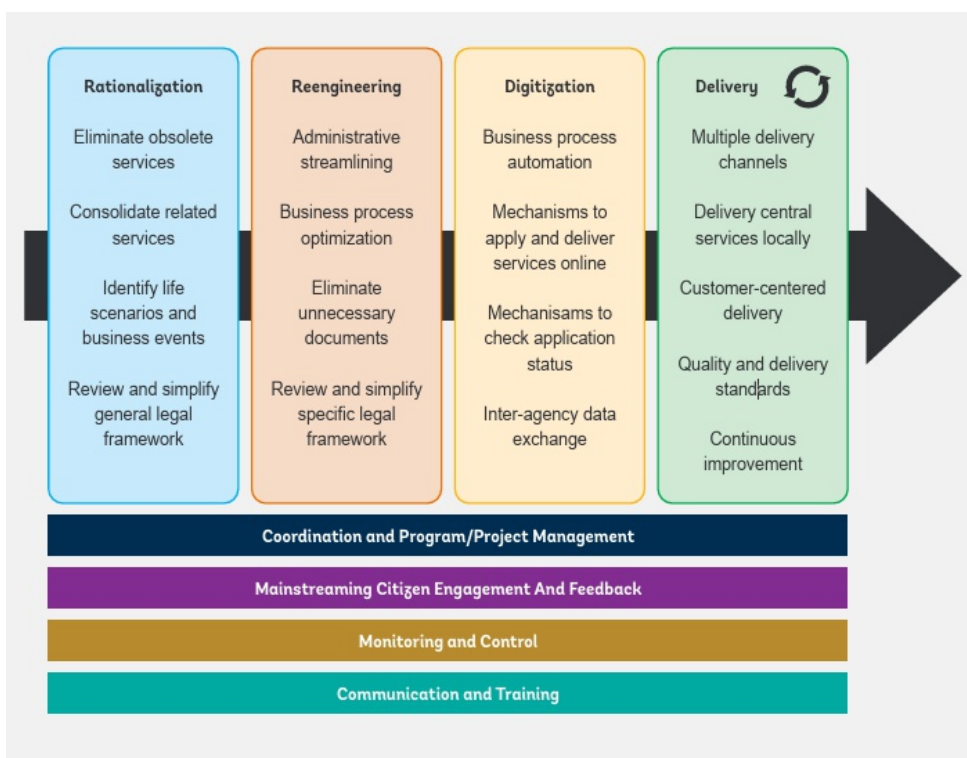 Rationalization
Eliminate obsolete
services
Consolidate related
services
Identify life
scenarios and
business events
Review and simplify
general legal
framework
Reengineering
Administrative
streamlining
Business process
optimization
Eliminate
unnecessary
documents
Review and simplify
specific legal
framework
Digitization
Business process
automation
Mechanisms to
apply and deliver
services online
Mechanisams to
check application
status
Inter-agency data
exchange
Delivery
Multiple delivery
channels
Delivery central
services locally
Customer-centered
delivery
Quality and delivery
standards
Continuous
improvement
Coordination and Program/Project Management
Mainstreaming Citizen Engagement And Feedback
Monitoring and Control
Communication and Training